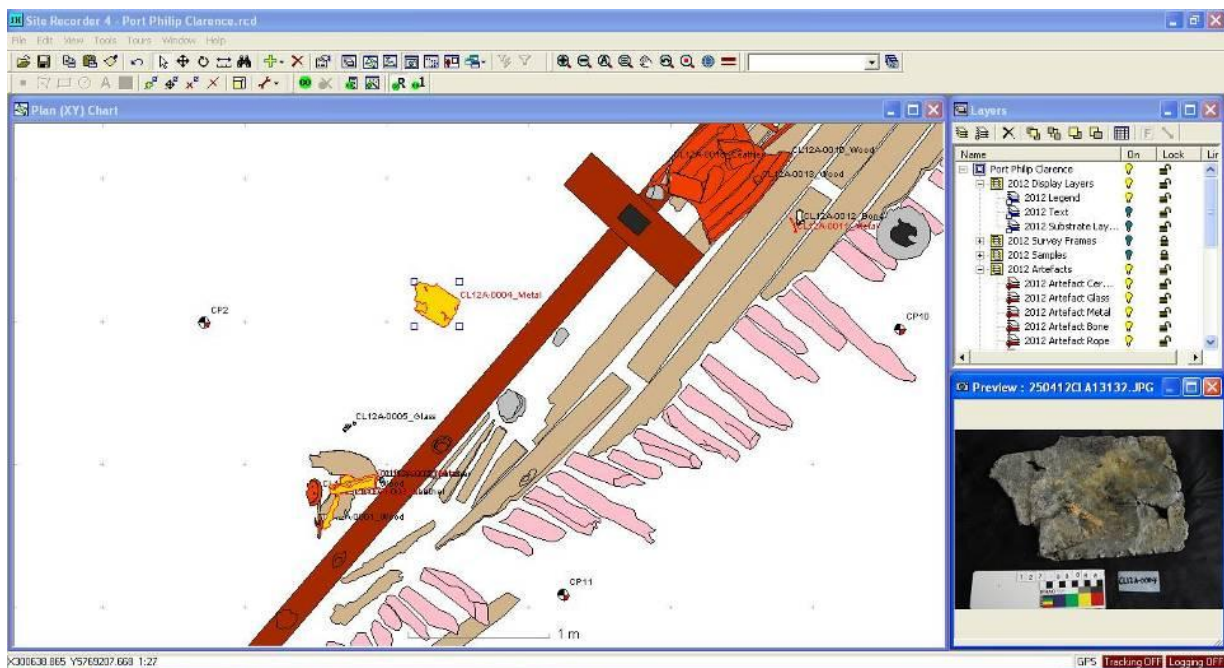 Site Recorder 4 - Port Philip Clarence.rcd
File Edit View Tools Tours Window Help
Plan (XY) Chart
CL12A-0010_Wood
CL12A-0013_Wood
CL12A-0012_Bone
CL12A-0011_Metal
CL12A-0004_Metal
CP2
CP10
CL12A-0005_Glass
CP11
1 m
Layers
Name On Lock Lin
Port Philip Clarence
2012 Display Layers
2012 Legend
2012 Text
2012 Substrate Lay...
2012 Survey Frames
2012 Samples
2012 Artefacts
2012 Artefact Cer...
2012 Artefact Glass
2012 Artefact Metal
2012 Artefact Bone
2012 Artefact Rope
Preview : 250412CLA13132.JPG
CL12A-0004
X300638.865 Y5769207.668 1:27
GPS Tracking OFF Logging OFF